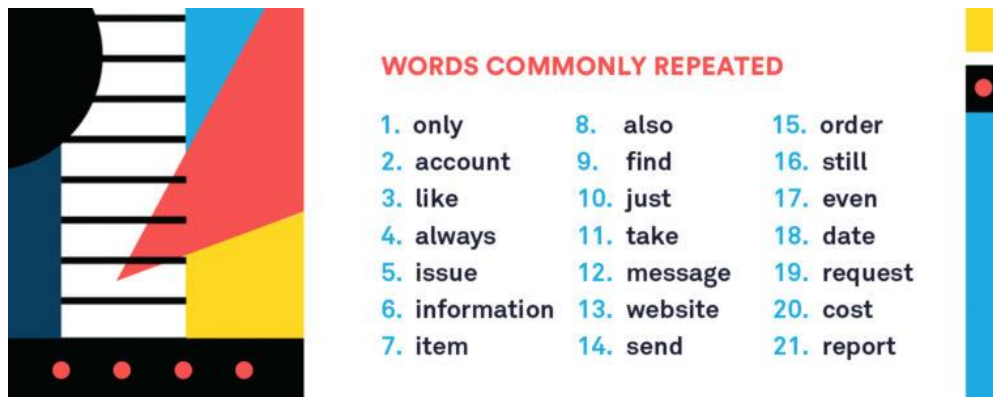 WORDS COMMONLY REPEATED
1. only
2. account
3. like
4. always
5. issue
6. information
7. item
8. also
9. find
10. just
11. take
12. message
13. website
14. send
15. order
16. still
17. even
18. date
19. request
20. cost
21. report